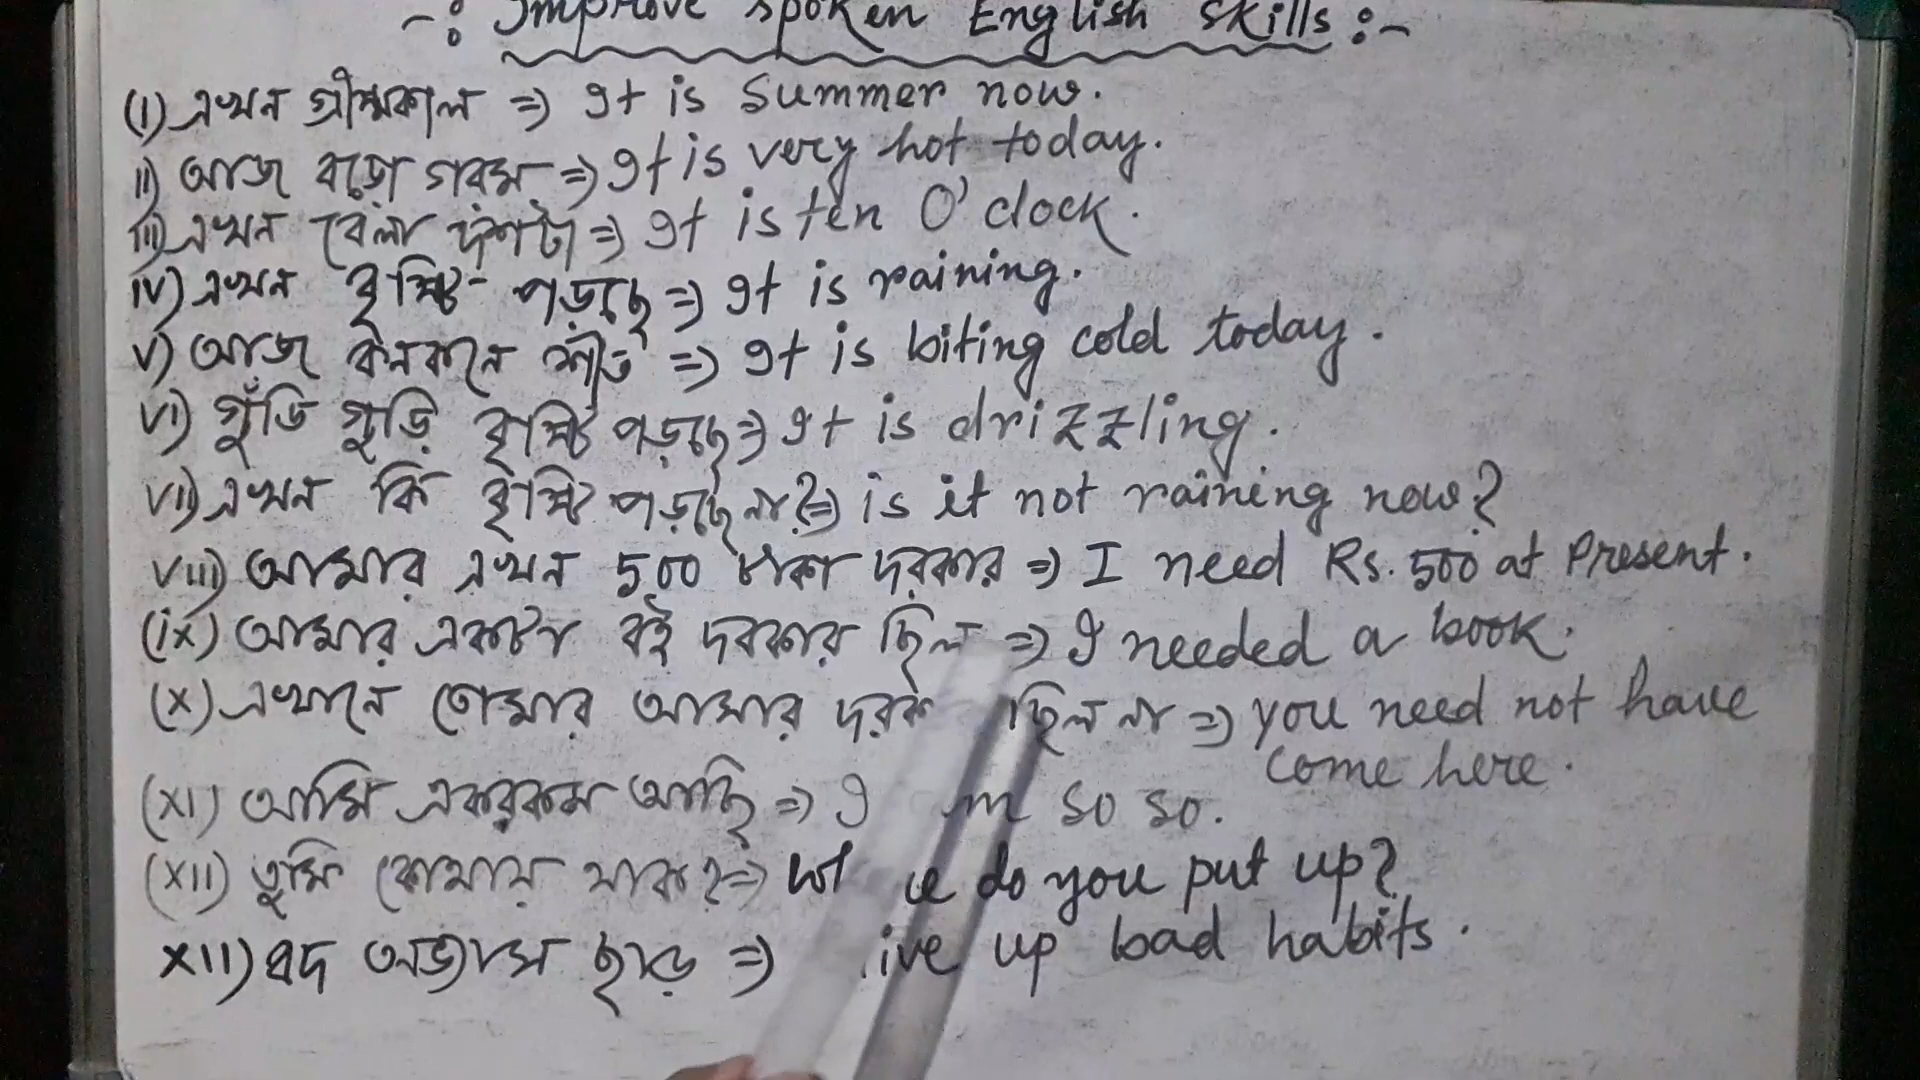 -: Improve spoken English skills :-
(i) এখন গ্রীষ্মকাল => It is Summer now.
ii) আজ বড়ো গরম => It is very hot today.
iii) এখন বেলা দশটা => It is ten O'clock.
iv) এখন বৃষ্টি পড়ছে => It is raining.
v) আজ কনকনে শীত => It is biting cold today.
vi) গুঁড়ি গুড়ি বৃষ্টি পড়ছে => It is drizzling.
vii) এখন কি বৃষ্টি পড়ছে না? => is it not raining now?
viii) আমার এখন 500 টাকা দরকার => I need Rs. 500 at Present.
(ix) আমার একটা বই দরকার ছিল => I needed a book.
(x) এখানে তোমার আসার ছিল না => you need not have
come here.
(xi) আমি একরকম আছি => I so so.
(xii) তুমি কোথায় থাক? => do you put up?
xii) বদ অভ্যাস ছাড় => up bad habits.